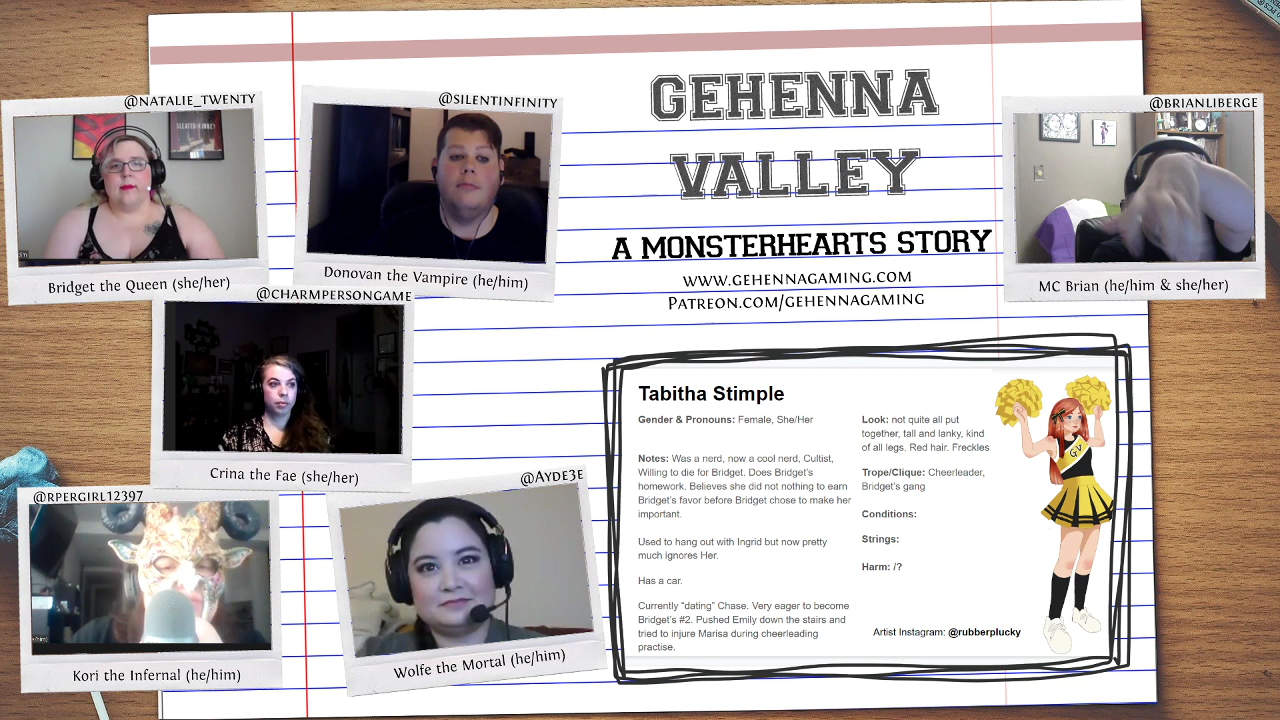 @NATALIE_TWENTY
SLEATER-KINNEY
Bridget the Queen (she/her)
@SILENTINFINITY
Donovan the Vampire (he/him)
@CHARMPERSONGAME
Crina the Fae (she/her)
@RPERGIRL12397
Kori the Infernal (he/him)
@AYDE3E
Wolfe the Mortal (he/him)
GEHENNA
VALLEY
A MONSTERHEARTS STORY
WWW.GEHENNAGAMING.COM
PATREON.COM/GEHENNAGAMING
@BRIANLIBERGE
MC Brian (he/him & she/her)
Tabitha Stimple
Gender & Pronouns: Female, She/Her
Notes: Was a nerd, now a cool nerd, Cultist,
Willing to die for Bridget. Does Bridget's
homework. Believes she did not nothing to earn
Bridget's favor before Bridget chose to make her
important.
Used to hang out with Ingrid but now pretty
much ignores Her.
Has a car.
Currently “dating” Chase. Very eager to become
Bridget's #2. Pushed Emily down the stairs and
tried to injure Marisa during cheerleading
practise.
Look: not quite all put
together, tall and lanky, kind
of all legs. Red hair. Freckles
Trope/Clique: Cheerleader,
Bridget's gang
Conditions:
Strings:
Harm: /?
GV
Artist Instagram: @rubberplucky